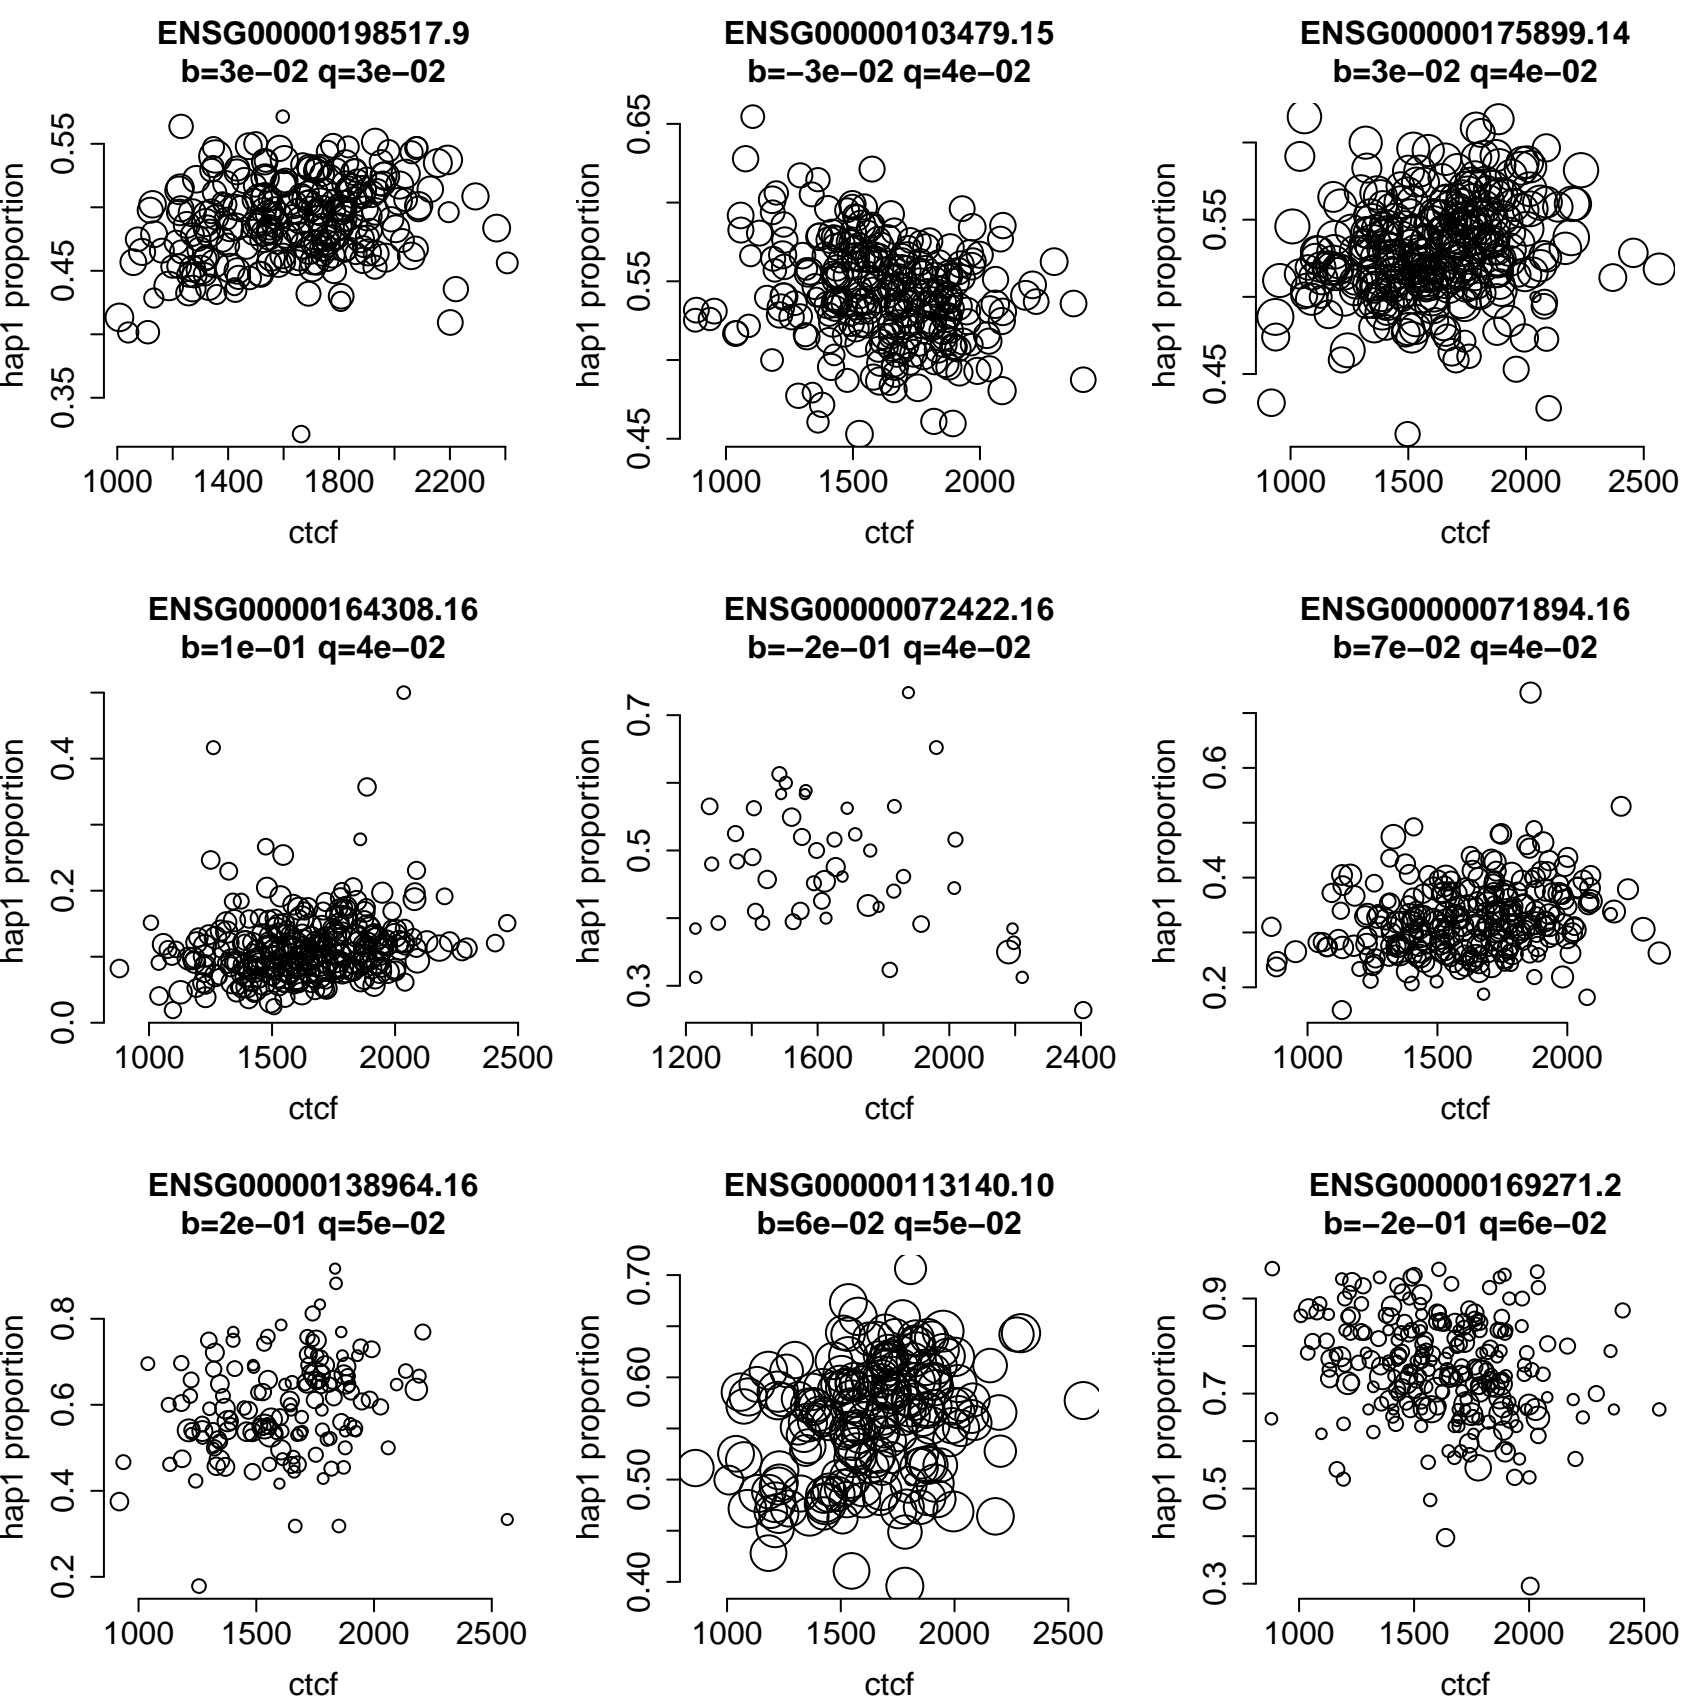 ENSG00000198517.9
b=3e−02 q=3e−02
hap1 proportion
0.35 0.45 0.55
1000 1400 1800 2200
ctcf
ENSG00000103479.15
b=−3e−02 q=4e−02
hap1 proportion
0.45 0.55 0.65
1000 1500 2000
ctcf
ENSG00000175899.14
b=3e−02 q=4e−02
hap1 proportion
0.45 0.55
1000 1500 2000 2500
ctcf
ENSG00000164308.16
b=1e−01 q=4e−02
hap1 proportion
0.0 0.2 0.4
1000 1500 2000 2500
ctcf
ENSG00000072422.16
b=−2e−01 q=4e−02
hap1 proportion
0.3 0.5 0.7
1200 1600 2000 2400
ctcf
ENSG00000071894.16
b=7e−02 q=4e−02
hap1 proportion
0.2 0.4 0.6
1000 1500 2000
ctcf
ENSG00000138964.16
b=2e−01 q=5e−02
hap1 proportion
0.2 0.4 0.6 0.8
1000 1500 2000 2500
ctcf
ENSG00000113140.10
b=6e−02 q=5e−02
hap1 proportion
0.40 0.50 0.60 0.70
1000 1500 2000 2500
ctcf
ENSG00000169271.2
b=−2e−01 q=6e−02
hap1 proportion
0.3 0.5 0.7 0.9
1000 1500 2000 2500
ctcf